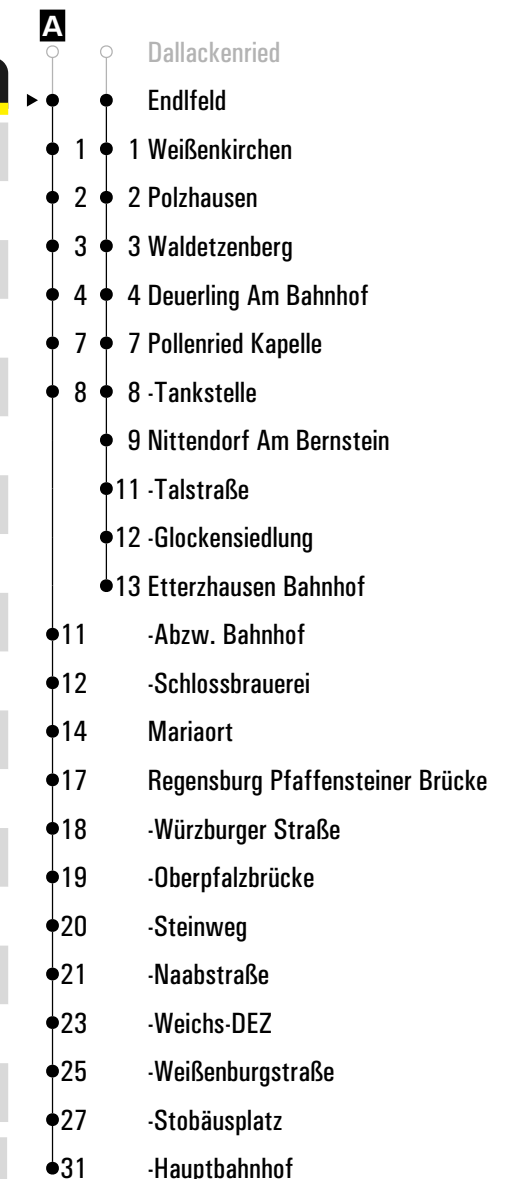 A
Dallackenried
Endlfeld
1 1 Weißenkirchen
2 2 Polzhausen
3 3 Waldetzenberg
4 4 Deuerling Am Bahnhof
7 7 Pollenried Kapelle
8 8 -Tankstelle
9 Nittendorf Am Bernstein
11 -Talstraße
12 -Glockensiedlung
13 Etterzhausen Bahnhof
11 -Abzw. Bahnhof
12 -Schlossbrauerei
14 Mariaort
17 Regensburg Pfaffensteiner Brücke
18 -Würzburger Straße
19 -Oberpfalzbrücke
20 -Steinweg
21 -Naabstraße
23 -Weichs-DEZ
25 -Weißenburgstraße
27 -Stobäusplatz
31 -Hauptbahnhof